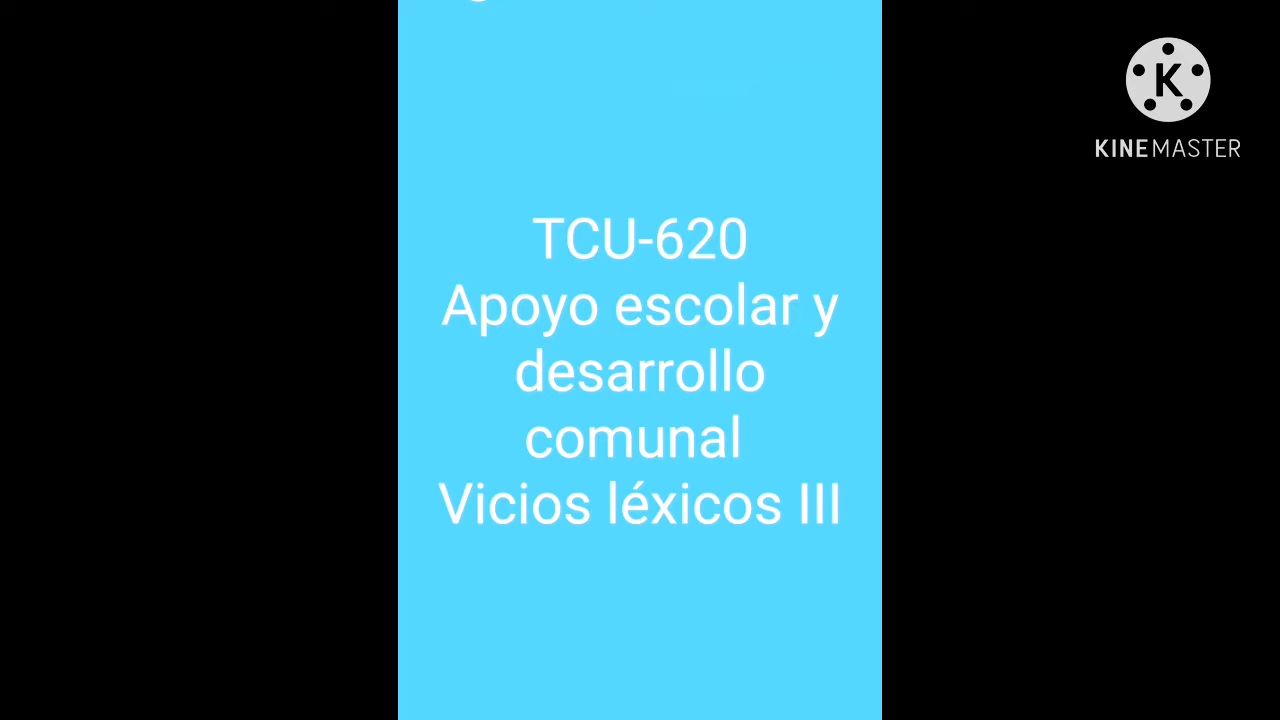 K
KINEMASTER
TCU-620
Apoyo escolar y
desarrollo
comunal
Vicios léxicos III